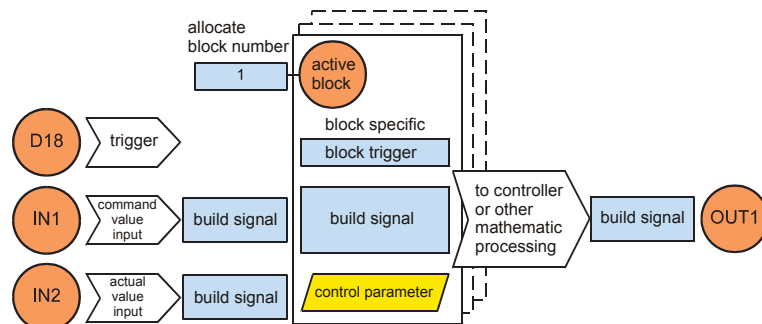 allocate
block number
1
active
block
block specific
block trigger
D18
trigger
IN1
command
value
input
build signal
build signal
to controller
or other
mathematic
processing
build signal
OUT1
IN2
actual
value
input
build signal
control parameter